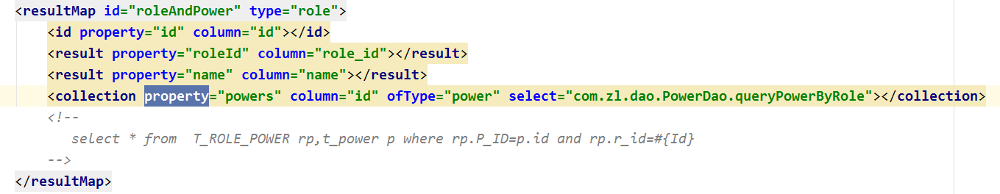 <resultMap id="roleAndPower" type="role">
<id property="id" column="id"></id>
<result property="roleId" column="role_id"></result>
<result property="name" column="name"></result>
<collection property="powers" column="id" ofType="power" select="com.zl.dao.PowerDao.queryPowerByRole"></collection>
<!--
select * from  T_ROLE_POWER rp,t_power p where rp.P_ID=p.id and rp.r_id=#{Id}
-->
</resultMap>